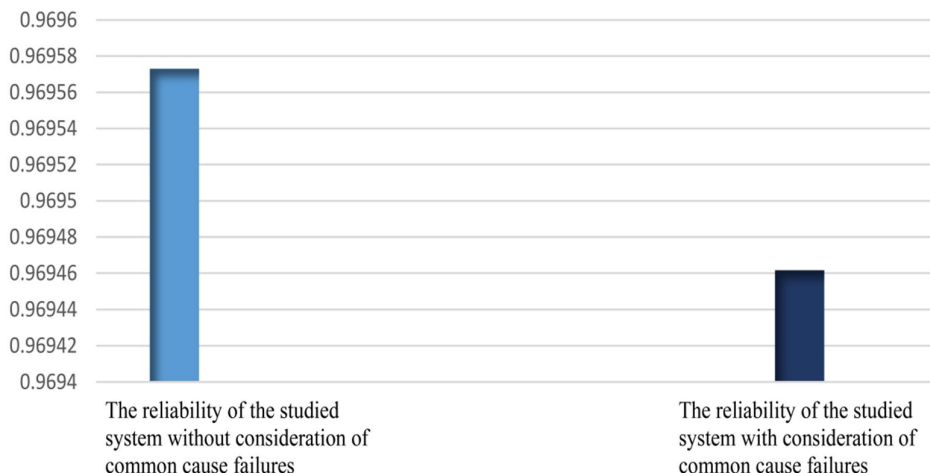 0.9696
0.96958
0.96956
0.96954
0.96952
0.9695
0.96948
0.96946
0.96944
0.96942
0.9694
The reliability of the studied
system without consideration of
common cause failures
The reliability of the studied
system with consideration of
common cause failures